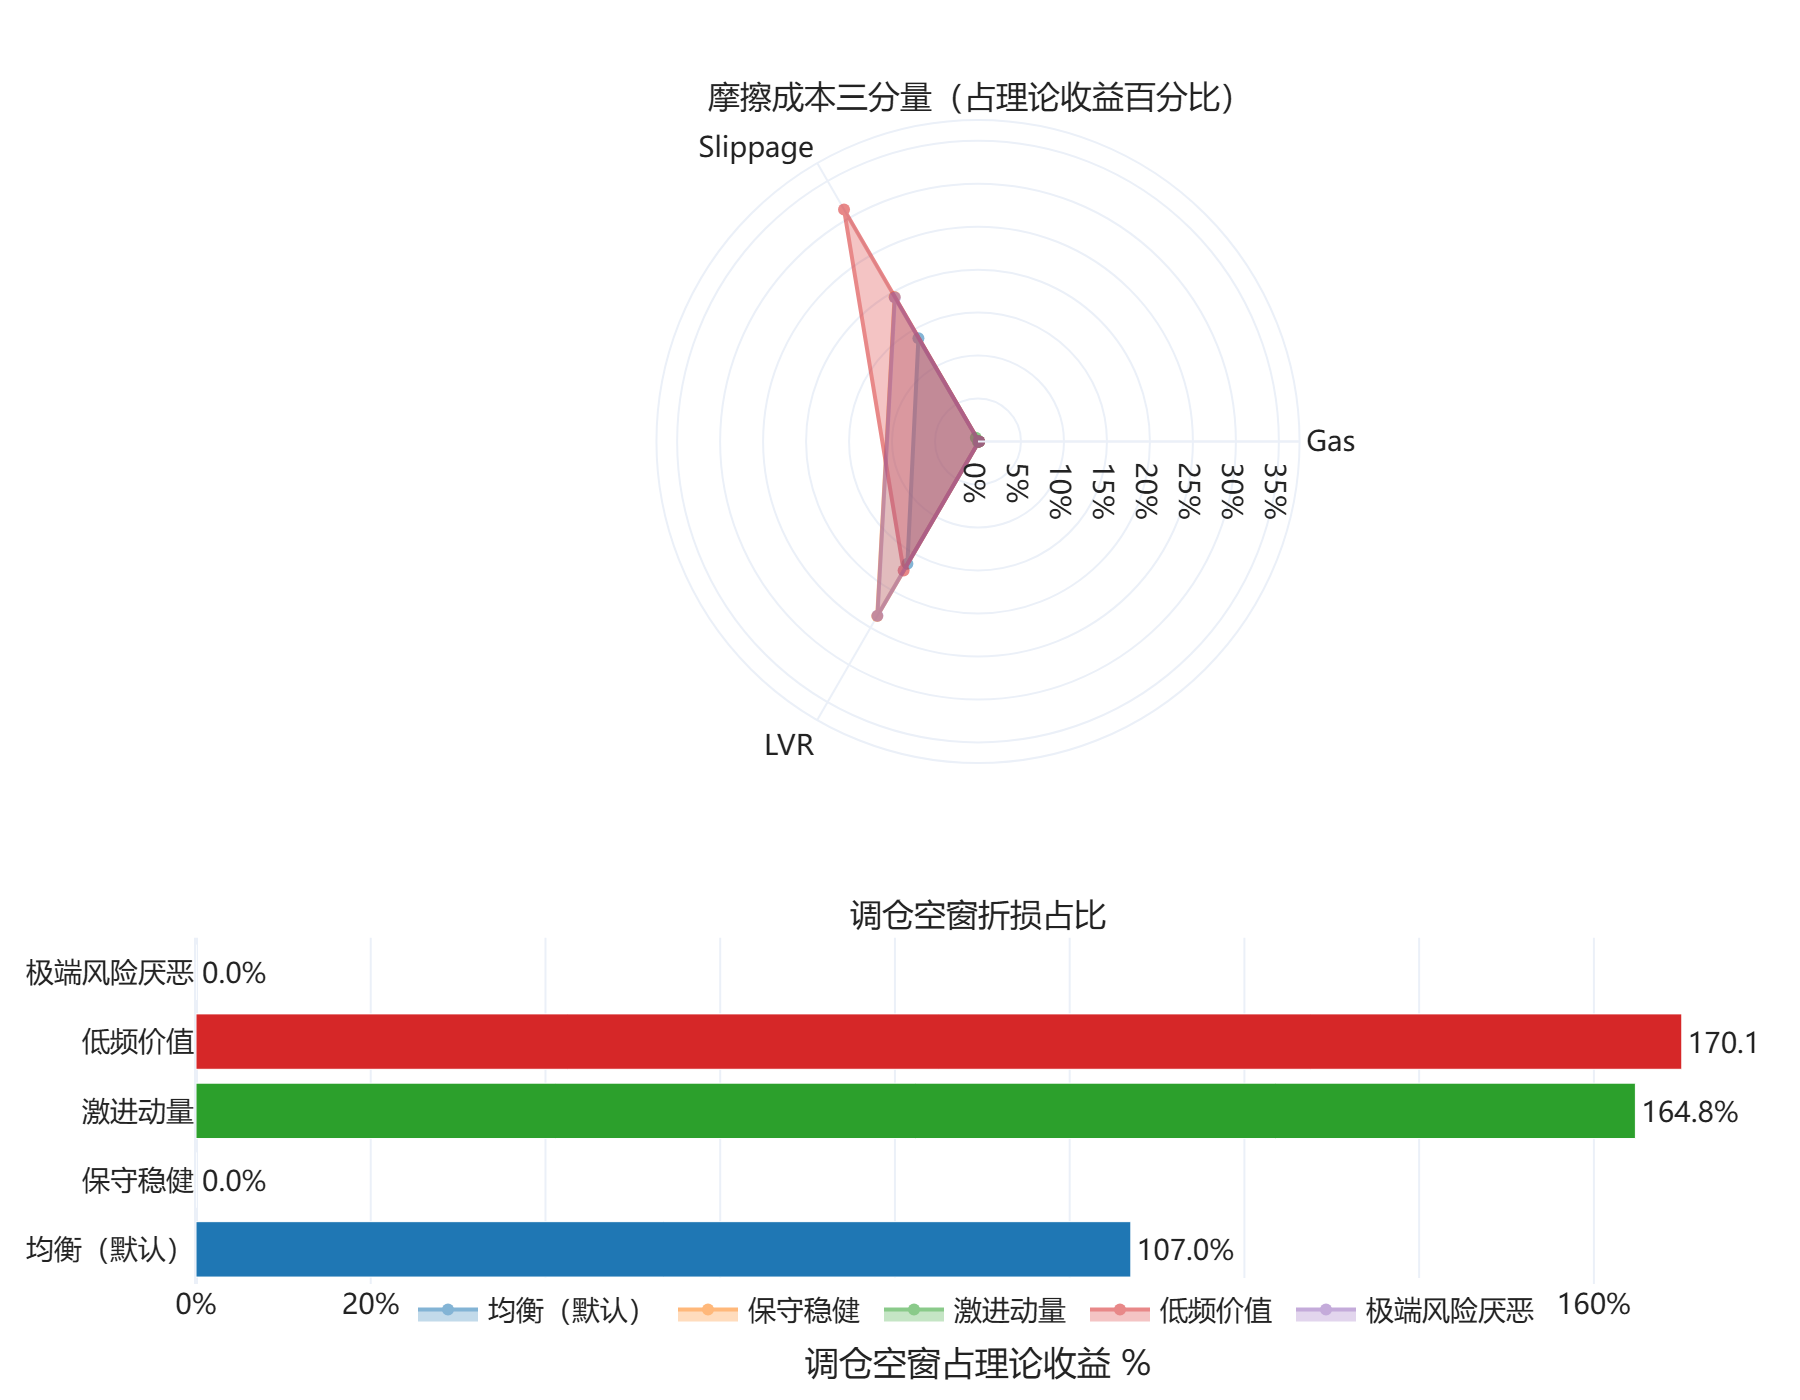 摩擦成本三分量（占理论收益百分比）
Slippage
Gas
0%
5%
10%
15%
20%
25%
30%
35%
LVR
调仓空窗折损占比
极端风险厌恶 0.0%
低频价值 170.1
激进动量 164.8%
保守稳健 0.0%
均衡（默认） 107.0%
0% 20% 160%
均衡（默认） 保守稳健 激进动量 低频价值 极端风险厌恶
调仓空窗占理论收益 %